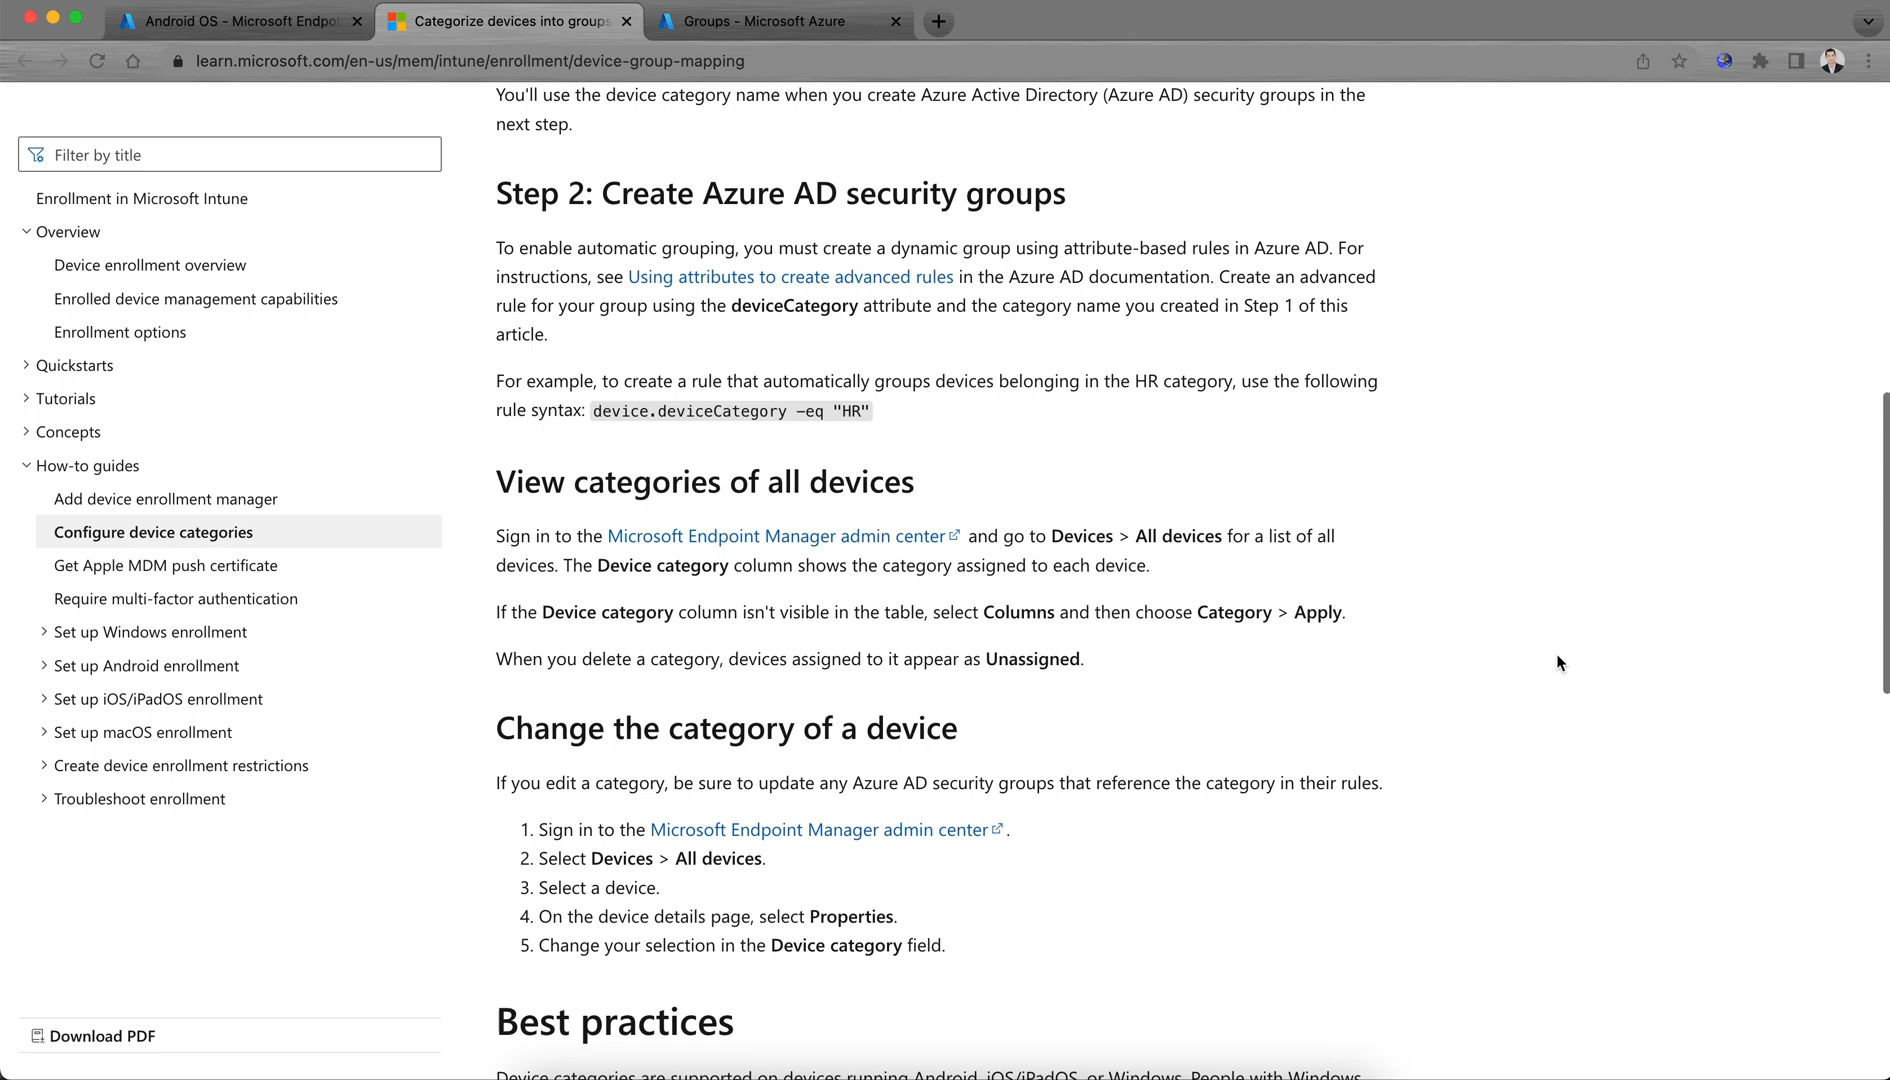 Android OS - Microsoft Endpoi
Categorize devices into groups
Groups - Microsoft Azure
learn.microsoft.com/en-us/mem/intune/enrollment/device-group-mapping
Filter by title
Enrollment in Microsoft Intune
Overview
Device enrollment overview
Enrolled device management capabilities
Enrollment options
Quickstarts
Tutorials
Concepts
How-to guides
Add device enrollment manager
Configure device categories
Get Apple MDM push certificate
Require multi-factor authentication
Set up Windows enrollment
Set up Android enrollment
Set up iOS/iPadOS enrollment
Set up macOS enrollment
Create device enrollment restrictions
Troubleshoot enrollment
Download PDF
You'll use the device category name when you create Azure Active Directory (Azure AD) security groups in the
next step.
Step 2: Create Azure AD security groups
To enable automatic grouping, you must create a dynamic group using attribute-based rules in Azure AD. For
instructions, see Using attributes to create advanced rules in the Azure AD documentation. Create an advanced
rule for your group using the deviceCategory attribute and the category name you created in Step 1 of this
article.
For example, to create a rule that automatically groups devices belonging in the HR category, use the following
rule syntax: device.deviceCategory -eq "HR"
View categories of all devices
Sign in to the Microsoft Endpoint Manager admin center and go to Devices > All devices for a list of all
devices. The Device category column shows the category assigned to each device.
If the Device category column isn't visible in the table, select Columns and then choose Category > Apply.
When you delete a category, devices assigned to it appear as Unassigned.
Change the category of a device
If you edit a category, be sure to update any Azure AD security groups that reference the category in their rules.
1. Sign in to the Microsoft Endpoint Manager admin center .
2. Select Devices > All devices.
3. Select a device.
4. On the device details page, select Properties.
5. Change your selection in the Device category field.
Best practices
Device categories are supported on devices running Android, iOS/iPadOS, or Windows. People with Windows